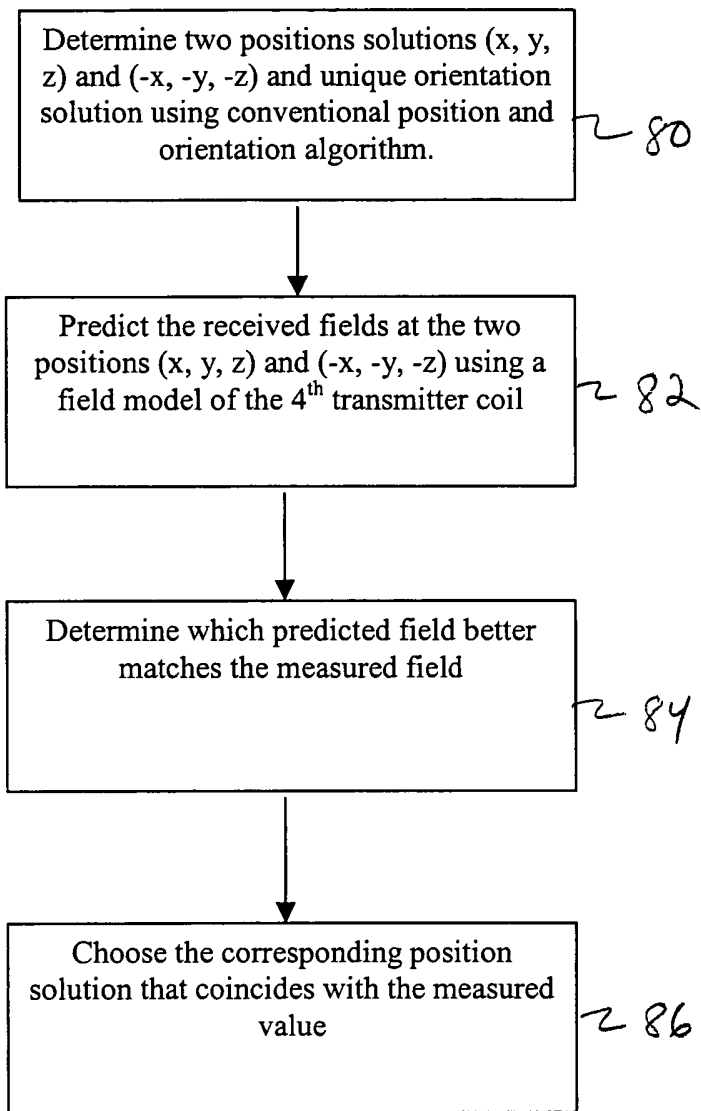 Determine two positions solutions (x, y,
z) and (-x, -y, -z) and unique orientation
solution using conventional position and
orientation algorithm.
80
Predict the received fields at the two
positions (x, y, z) and (-x, -y, -z) using a
field model of the 4th transmitter coil
82
Determine which predicted field better
matches the measured field
84
Choose the corresponding position
solution that coincides with the measured
value
86